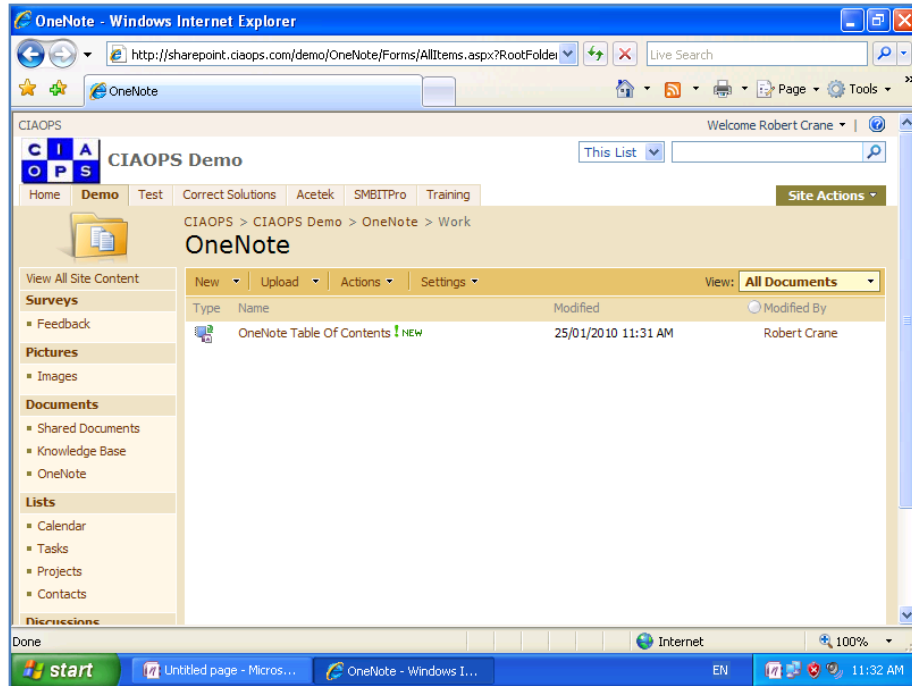 OneNote - Windows Internet Explorer
http://sharepoint.ciaops.com/demo/OneNote/Forms/AllItems.aspx?RootFolder
Live Search
OneNote
Page Tools »
CIAOPS Welcome Robert Crane
C I A
O P S
CIAOPS Demo
This List
Home Demo Test Correct Solutions Acetek SMBITPro Training Site Actions
CIAOPS > CIAOPS Demo > OneNote > Work
OneNote
View All Site Content
New Upload Actions Settings View: All Documents
Surveys
Type Name Modified Modified By
Feedback
OneNote Table Of Contents ! NEW 25/01/2010 11:31 AM Robert Crane
Pictures
Images
Documents
Shared Documents
Knowledge Base
OneNote
Lists
Calendar
Tasks
Projects
Contacts
Discussions
Done Internet 100%
start Untitled page - Micros... OneNote - Windows I... EN 11:32 AM